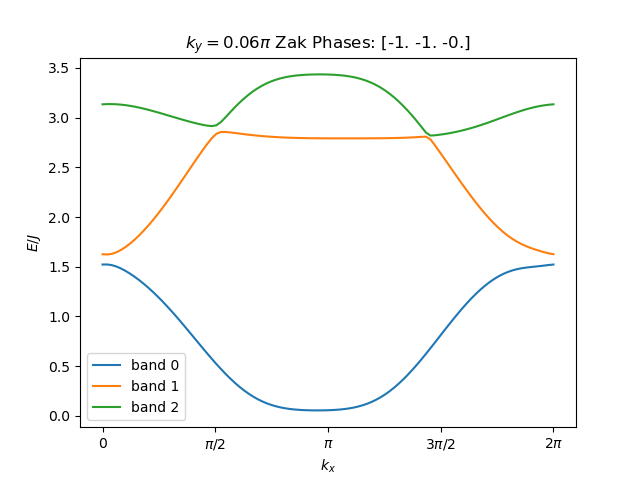 k_y = 0.06π Zak Phases: [-1. -1. -0.]
3.5
3.0
2.5
2.0
1.5
1.0
0.5
0.0
E/J
band 0
band 1
band 2
0
π/2
π
3π/2
2π
k_x